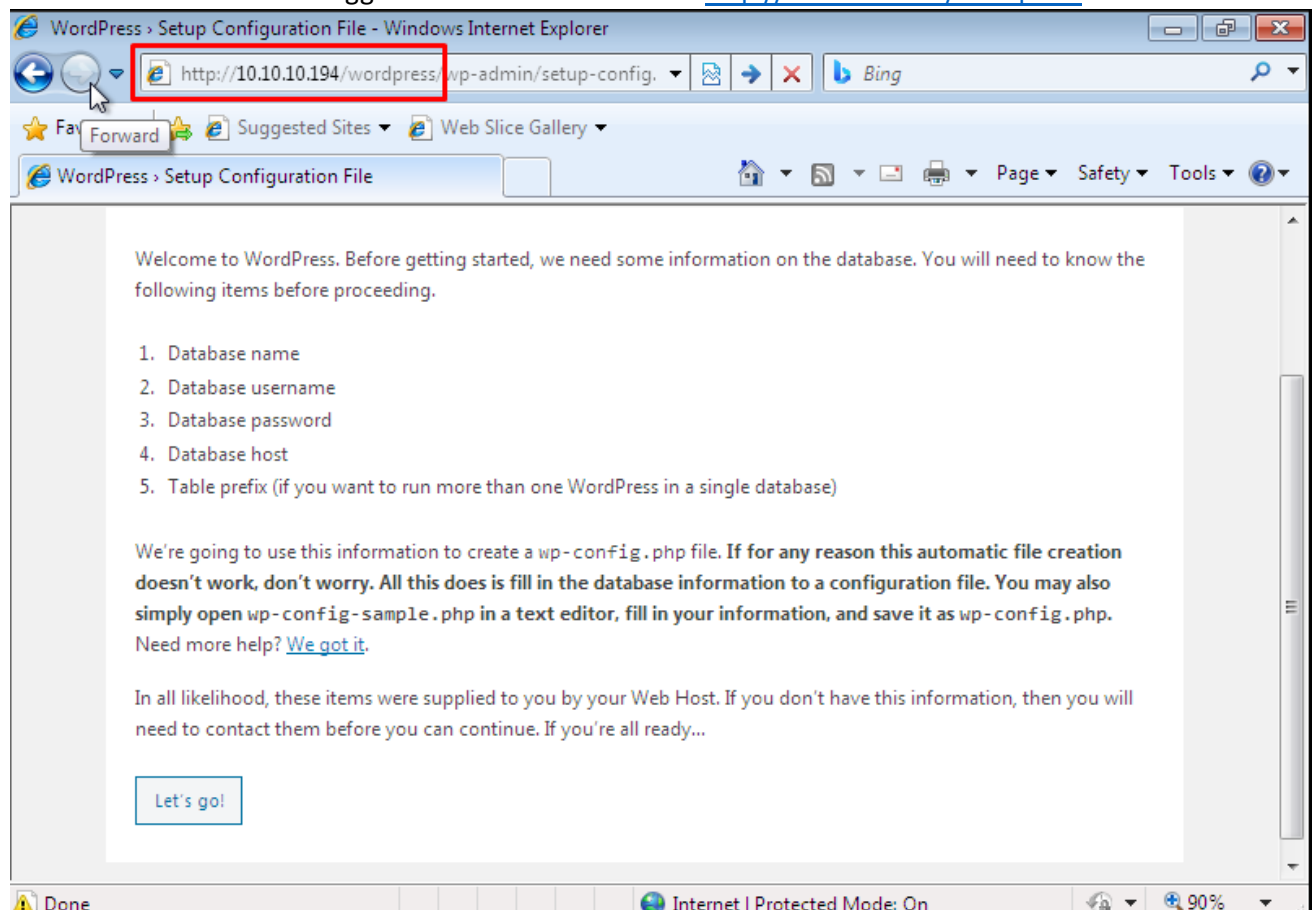 WordPress › Setup Configuration File - Windows Internet Explorer
http://10.10.10.194/wordpress/wp-admin/setup-config.
Bing
Forward
Suggested Sites
Web Slice Gallery
WordPress › Setup Configuration File
Page
Safety
Tools
Welcome to WordPress. Before getting started, we need some information on the database. You will need to know the
following items before proceeding.
1. Database name
2. Database username
3. Database password
4. Database host
5. Table prefix (if you want to run more than one WordPress in a single database)
We're going to use this information to create a wp-config.php file. If for any reason this automatic file creation
doesn't work, don't worry. All this does is fill in the database information to a configuration file. You may also
simply open wp-config-sample.php in a text editor, fill in your information, and save it as wp-config.php.
Need more help? We got it.
In all likelihood, these items were supplied to you by your Web Host. If you don't have this information, then you will
need to contact them before you can continue. If you're all ready...
Let's go!
Done
Internet | Protected Mode: On
90%